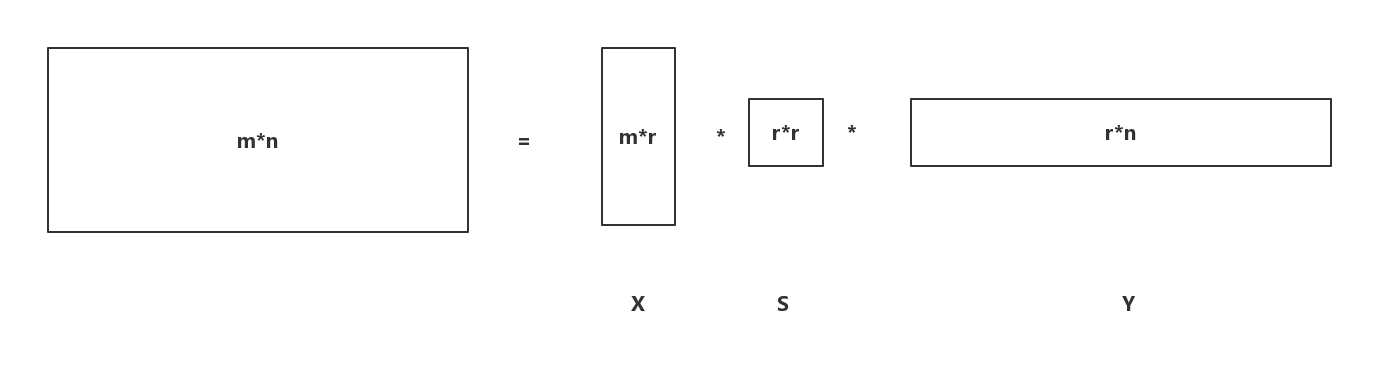 m*n = m*r * r*r * r*n
X S Y